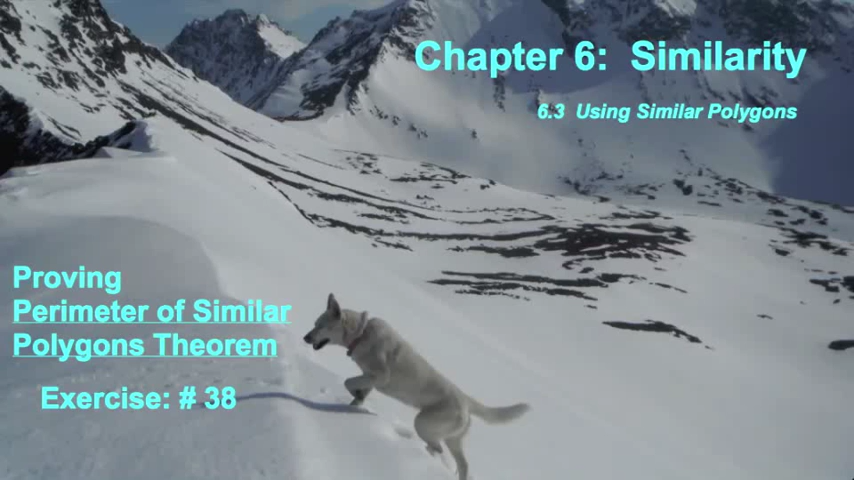 Chapter 6:  Similarity
6.3  Using Similar Polygons
Proving
Perimeter of Similar
Polygons Theorem
Exercise: # 38